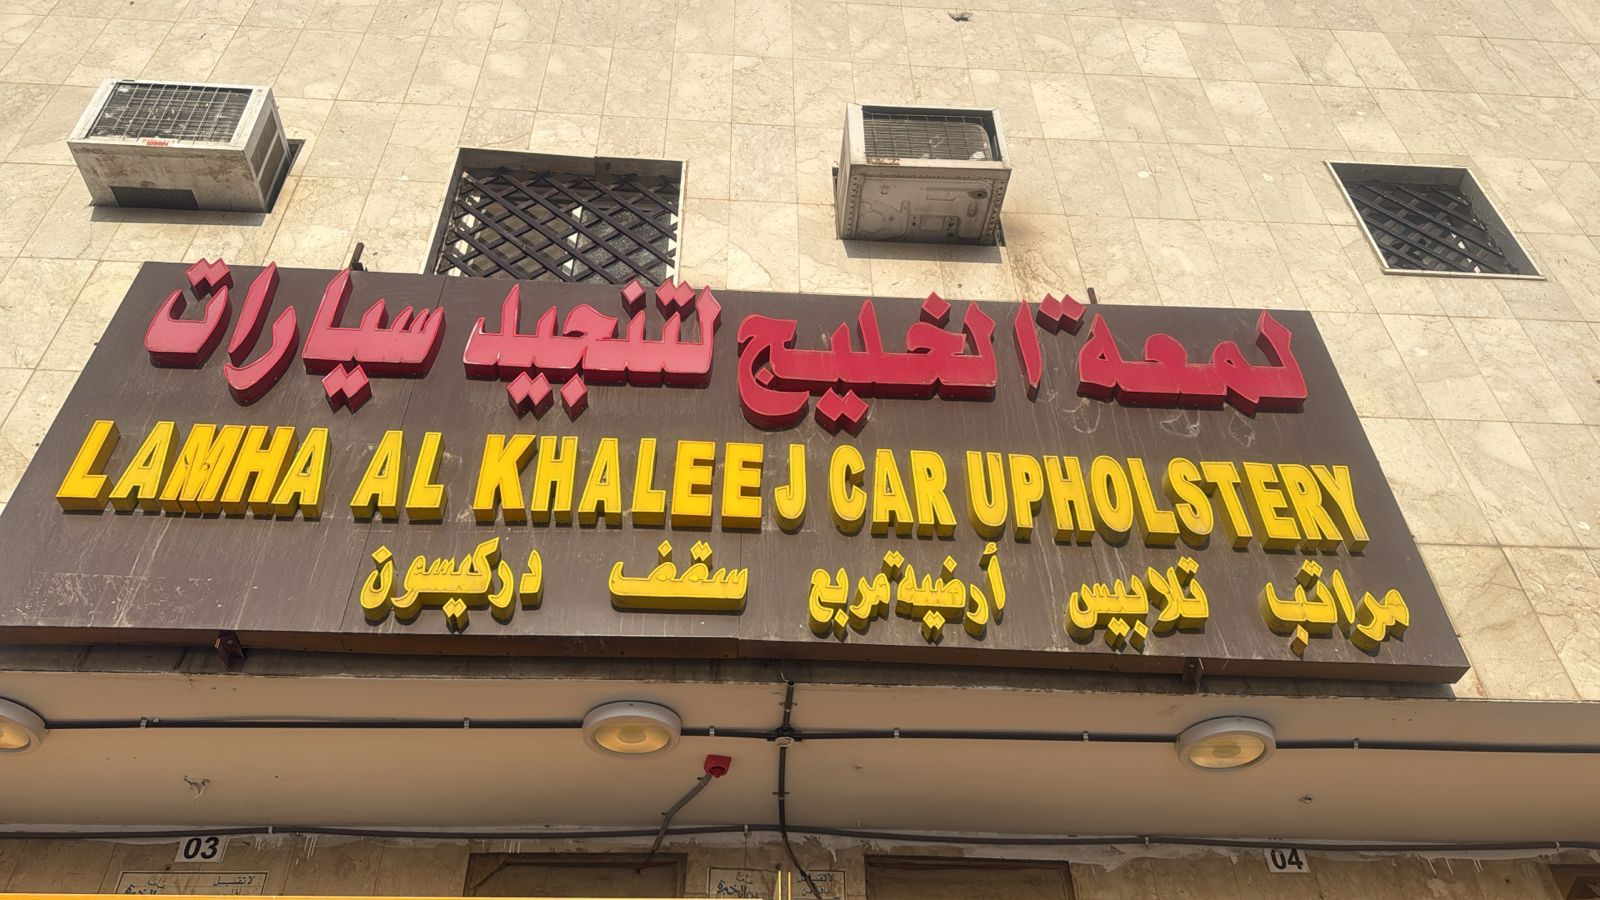 لمعة الخليج لتنجيد سيارات
LAMHA AL KHALEEJ CAR UPHOLSTERY
مراتب تلابيس أرضية مربع سقف دركيسون
03
04